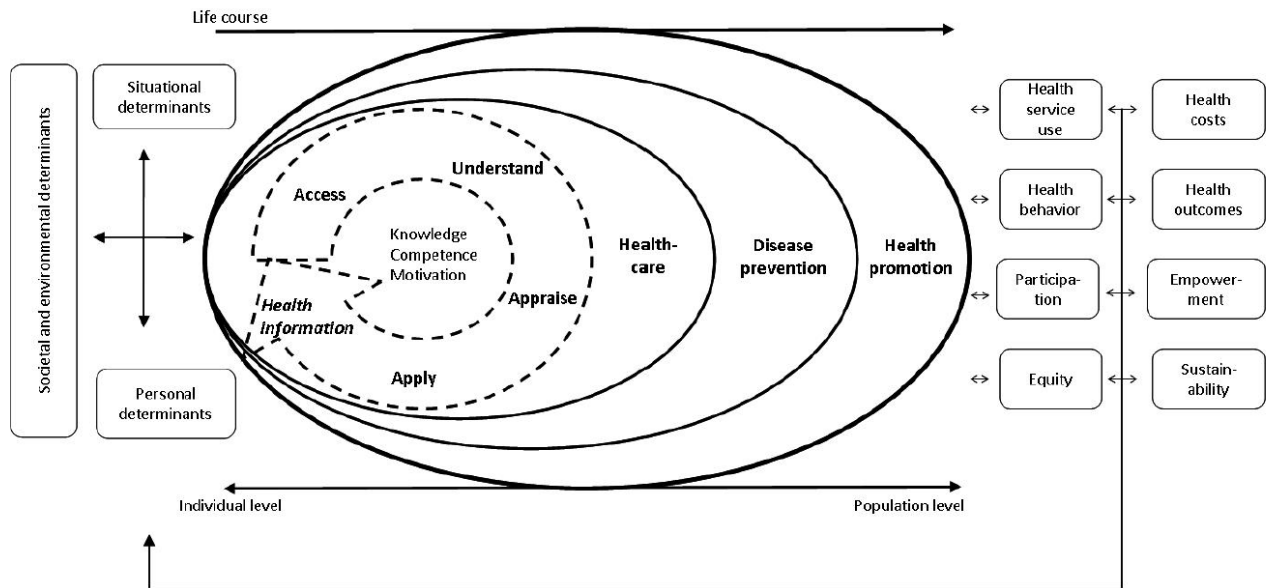 Life course
Societal and environmental determinants
Situational
determinants
Personal
determinants
Access
Understand
Knowledge
Competence
Motivation
Appraise
Health
information
Apply
Health-
care
Disease
prevention
Health
promotion
Health
service
use
Health
costs
Health
behavior
Health
outcomes
Participa-
tion
Empower-
ment
Equity
Sustain-
ability
Individual level
Population level